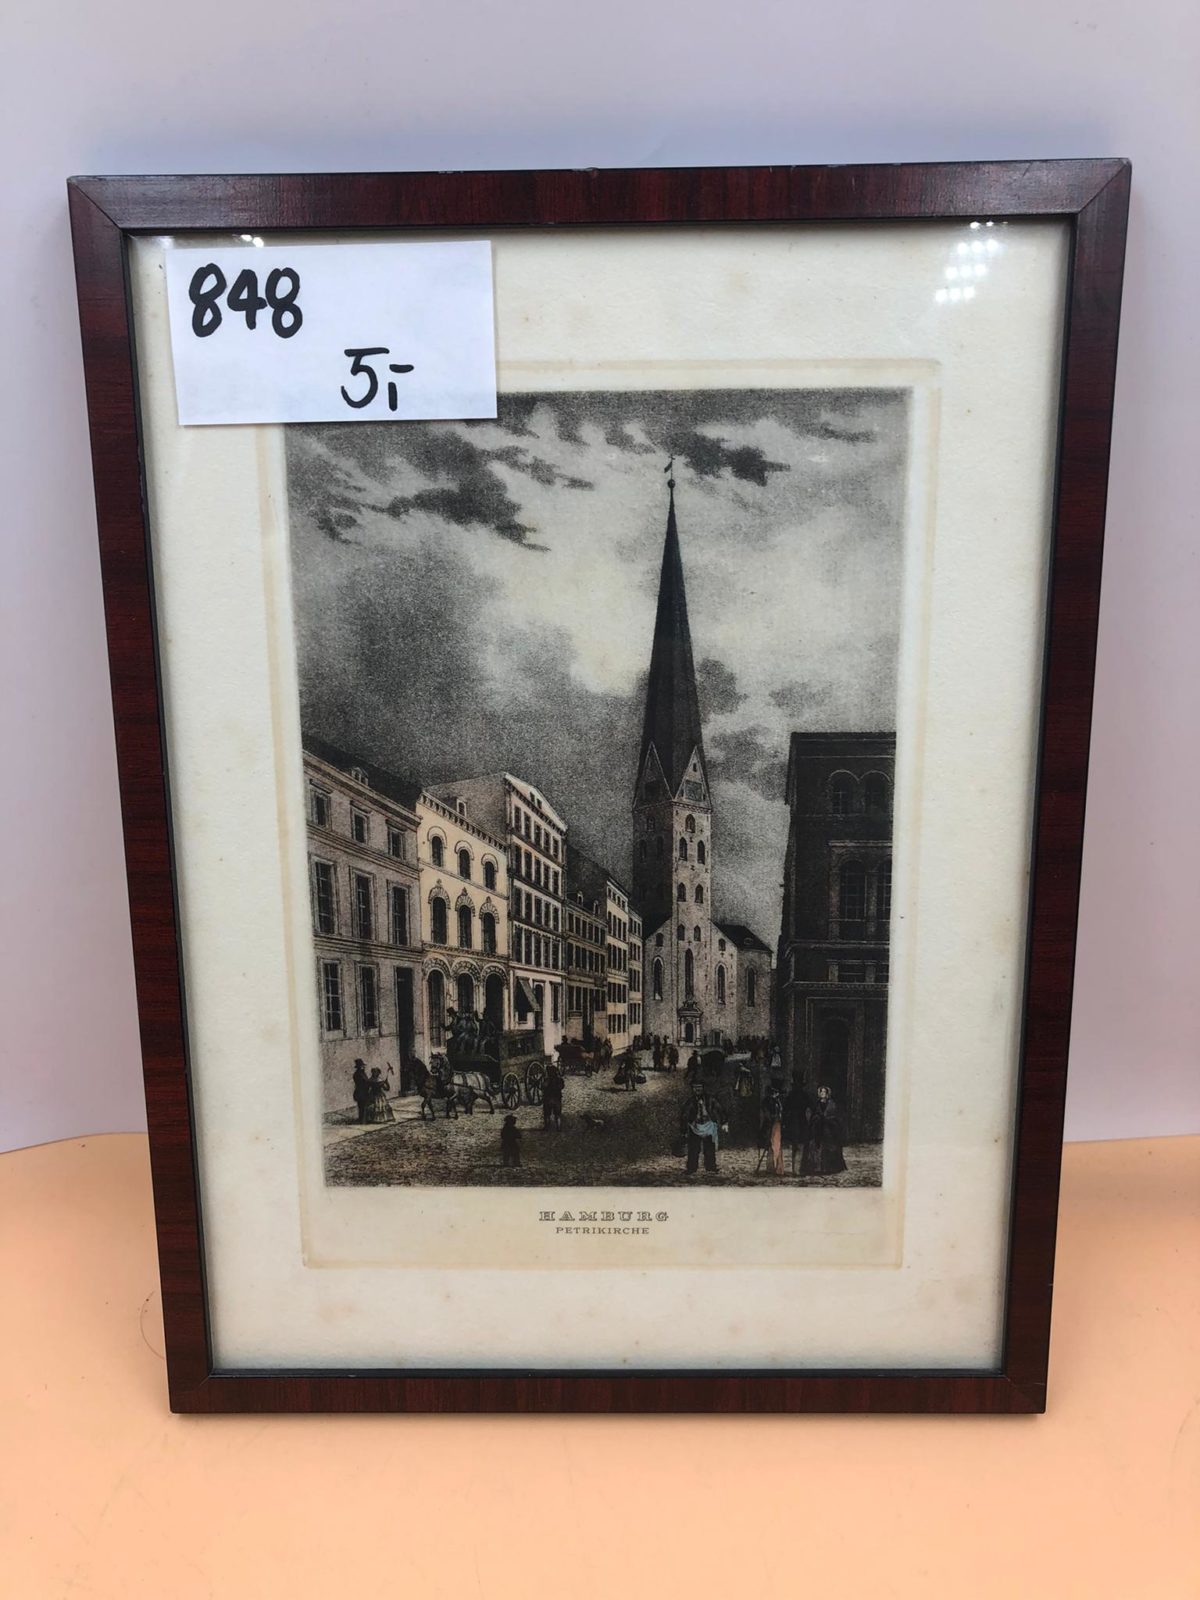 848
5,-
HAMBURG
PETRIKIRCHE